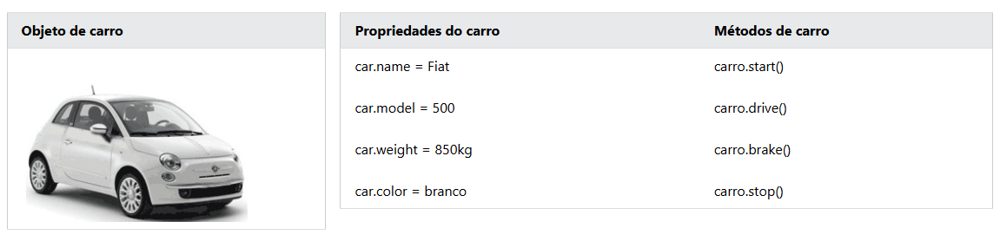 Objeto de carro
Propriedades do carro Métodos de carro
car.name = Fiat carro.start()
car.model = 500 carro.drive()
car.weight = 850kg carro.brake()
car.color = branco carro.stop()